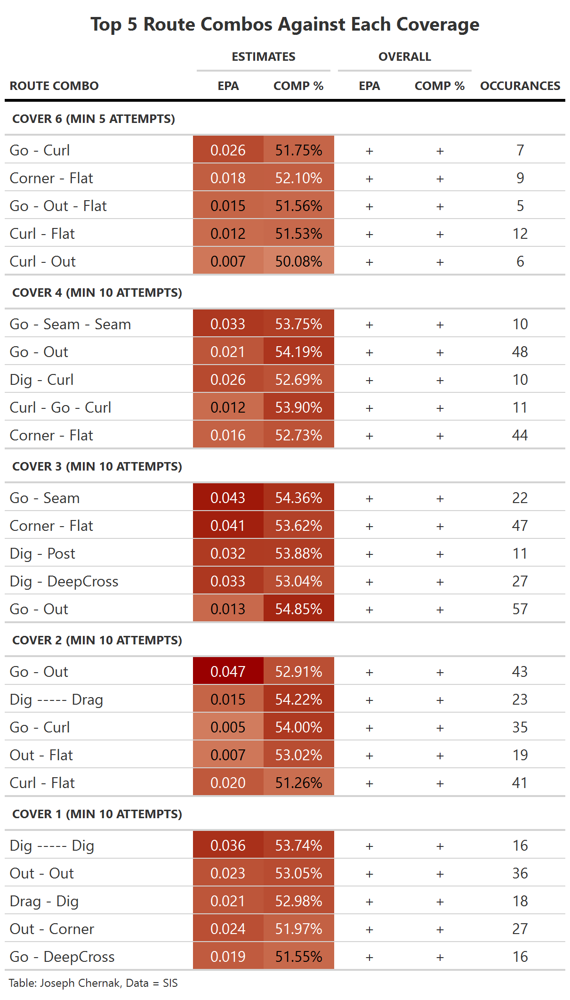 Top 5 Route Combos Against Each Coverage
ESTIMATES OVERALL
ROUTE COMBO EPA COMP % EPA COMP % OCCURANCES
COVER 6 (MIN 5 ATTEMPTS)
Go - Curl 0.026 51.75% + + 7
Corner - Flat 0.018 52.10% + + 9
Go - Out - Flat 0.015 51.56% + + 5
Curl - Flat 0.012 51.53% + + 12
Curl - Out 0.007 50.08% + + 6
COVER 4 (MIN 10 ATTEMPTS)
Go - Seam - Seam 0.033 53.75% + + 10
Go - Out 0.021 54.19% + + 48
Dig - Curl 0.026 52.69% + + 10
Curl - Go - Curl 0.012 53.90% + + 11
Corner - Flat 0.016 52.73% + + 44
COVER 3 (MIN 10 ATTEMPTS)
Go - Seam 0.043 54.36% + + 22
Corner - Flat 0.041 53.62% + + 47
Dig - Post 0.032 53.88% + + 11
Dig - DeepCross 0.033 53.04% + + 27
Go - Out 0.013 54.85% + + 57
COVER 2 (MIN 10 ATTEMPTS)
Go - Out 0.047 52.91% + + 43
Dig ----- Drag 0.015 54.22% + + 23
Go - Curl 0.005 54.00% + + 35
Out - Flat 0.007 53.02% + + 19
Curl - Flat 0.020 51.26% + + 41
COVER 1 (MIN 10 ATTEMPTS)
Dig ----- Dig 0.036 53.74% + + 16
Out - Out 0.023 53.05% + + 36
Drag - Dig 0.021 52.98% + + 18
Out - Corner 0.024 51.97% + + 27
Go - DeepCross 0.019 51.55% + + 16
Table: Joseph Chernak, Data = SIS